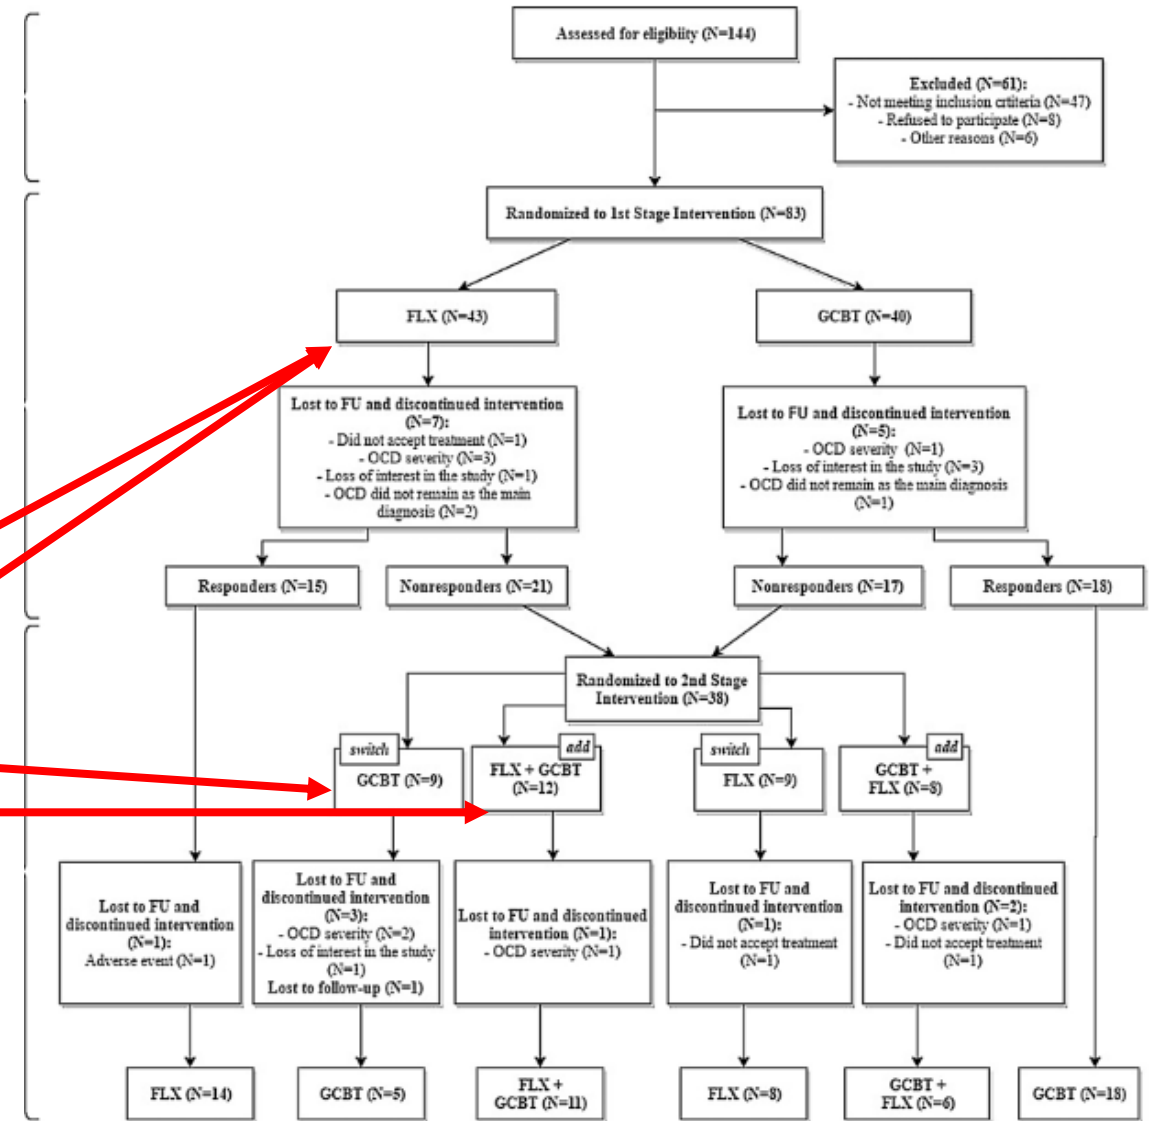 Assessed for eligibiity (N=144)
Excluded (N=61):
- Not meeting inclusion crtiteria (N=47)
- Refused to participate (N=8)
- Other reasons (N=6)
Randomized to 1st Stage Intervention (N=83)
FLX (N=43)
GCBT (N=40)
Lost to FU and discontinued intervention
(N=7):
- Did not accept treatment (N=1)
- OCD severity (N=3)
- Loss of interest in the study (N=1)
- OCD did not remain as the main
diagnosis (N=2)
Lost to FU and discontinued intervention
(N=5):
- OCD severity (N=1)
- Loss of interest in the study (N=3)
- OCD did not remain as the main diagnosis
(N=1)
Responders (N=15)
Nonresponders (N=21)
Nonresponders (N=17)
Responders (N=18)
Randomized to 2nd Stage
Intervention (N=38)
switch
GCBT (N=9)
add
FLX + GCBT
(N=12)
switch
FLX (N=9)
add
GCBT +
FLX (N=8)
Lost to FU and
discontinued intervention
(N=1):
Adverse event (N=1)
Lost to FU and
discontinued intervention
(N=3):
- OCD severity (N=2)
- Loss of interest in the study
(N=1)
Lost to follow-up (N=1)
Lost to FU and discontinued
intervention (N=1):
- OCD severity (N=1)
Lost to FU and
discontinued intervention
(N=1):
- Did not accept treatment
(N=1)
Lost to FU and discontinued
intervention (N=2):
- OCD severity (N=1)
- Did not accept treatment
(N=1)
FLX (N=14)
GCBT (N=5)
FLX +
GCBT (N=11)
FLX (N=8)
GCBT +
FLX (N=6)
GCBT (N=18)